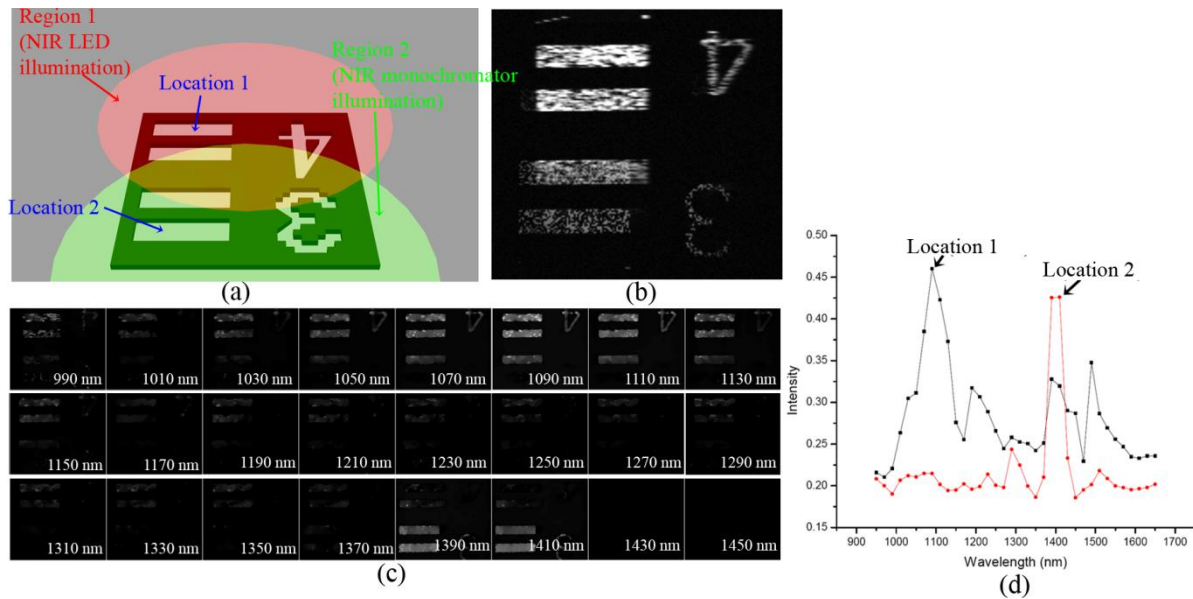 Region 1
(NIR LED
illumination)
Location 1
Region 2
(NIR monochromator
illumination)
Location 2
4
3
(a)
4
3
(b)
990 nm
1010 nm
1030 nm
1050 nm
1070 nm
1090 nm
1110 nm
1130 nm
1150 nm
1170 nm
1190 nm
1210 nm
1230 nm
1250 nm
1270 nm
1290 nm
1310 nm
1330 nm
1350 nm
1370 nm
1390 nm
1410 nm
1430 nm
1450 nm
(c)
0.50
0.45
0.40
0.35
0.30
0.25
0.20
0.15
Intensity
Location 1
Location 2
900 1000 1100 1200 1300 1400 1500 1600 1700
Wavelength (nm)
(d)